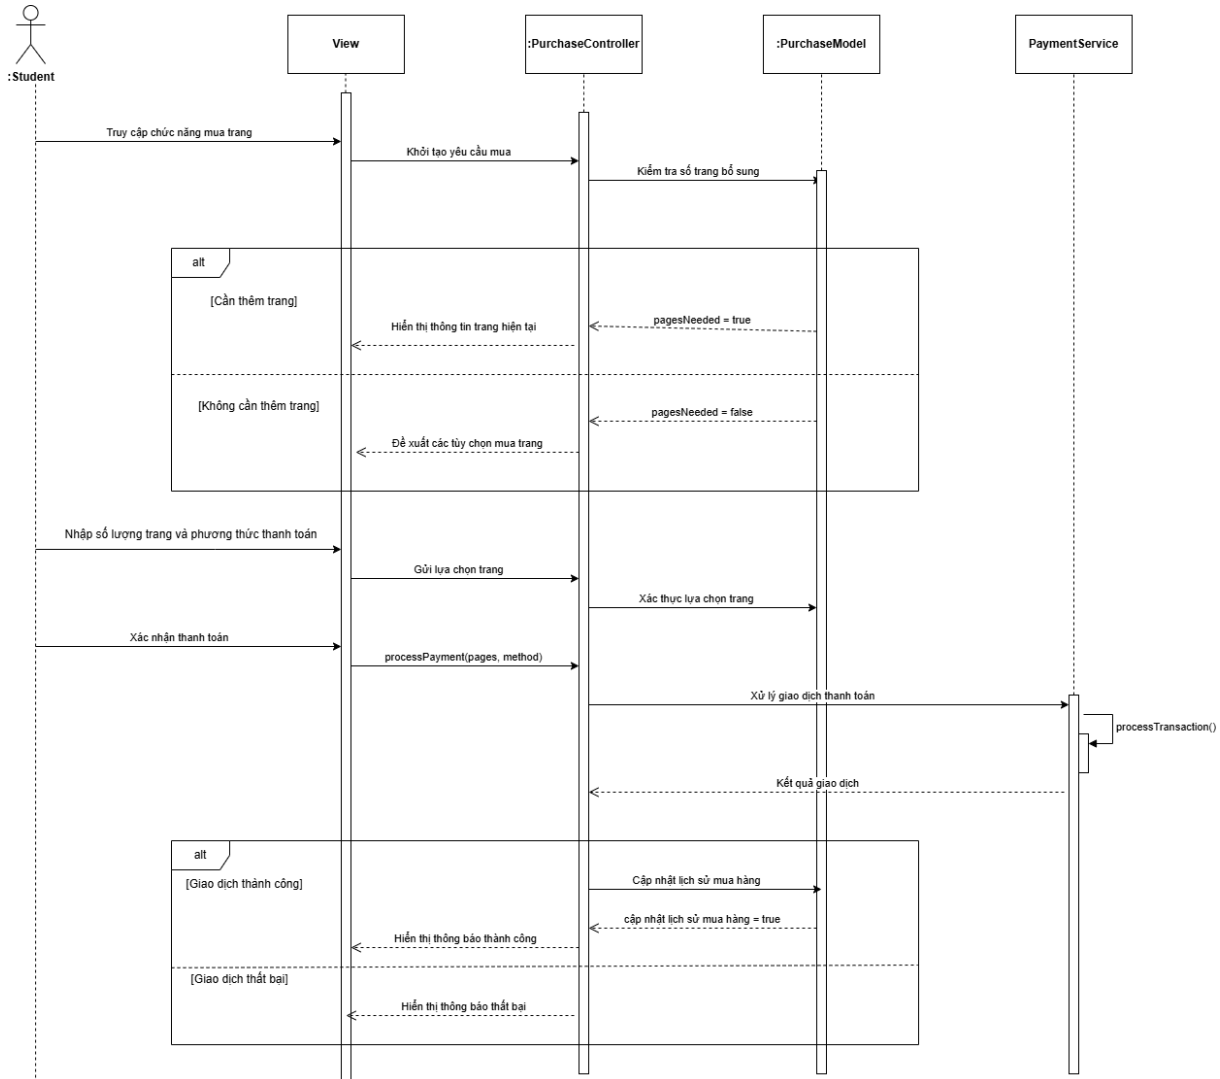 :Student
View
:PurchaseController
:PurchaseModel
PaymentService
Truy cập chức năng mua trang
Khởi tạo yêu cầu mua
Kiểm tra số trang bổ sung
alt
[Cần thêm trang]
pagesNeeded = true
Hiển thị thông tin trang hiện tại
[Không cần thêm trang]
pagesNeeded = false
Đề xuất các tùy chọn mua trang
Nhập số lượng trang và phương thức thanh toán
Gửi lựa chọn trang
Xác thực lựa chọn trang
Xác nhận thanh toán
processPayment(pages, method)
Xử lý giao dịch thanh toán
processTransaction()
Kết quả giao dịch
alt
[Giao dịch thành công]
Cập nhật lịch sử mua hàng
cập nhật lịch sử mua hàng = true
Hiển thị thông báo thành công
[Giao dịch thất bại]
Hiển thị thông báo thất bại